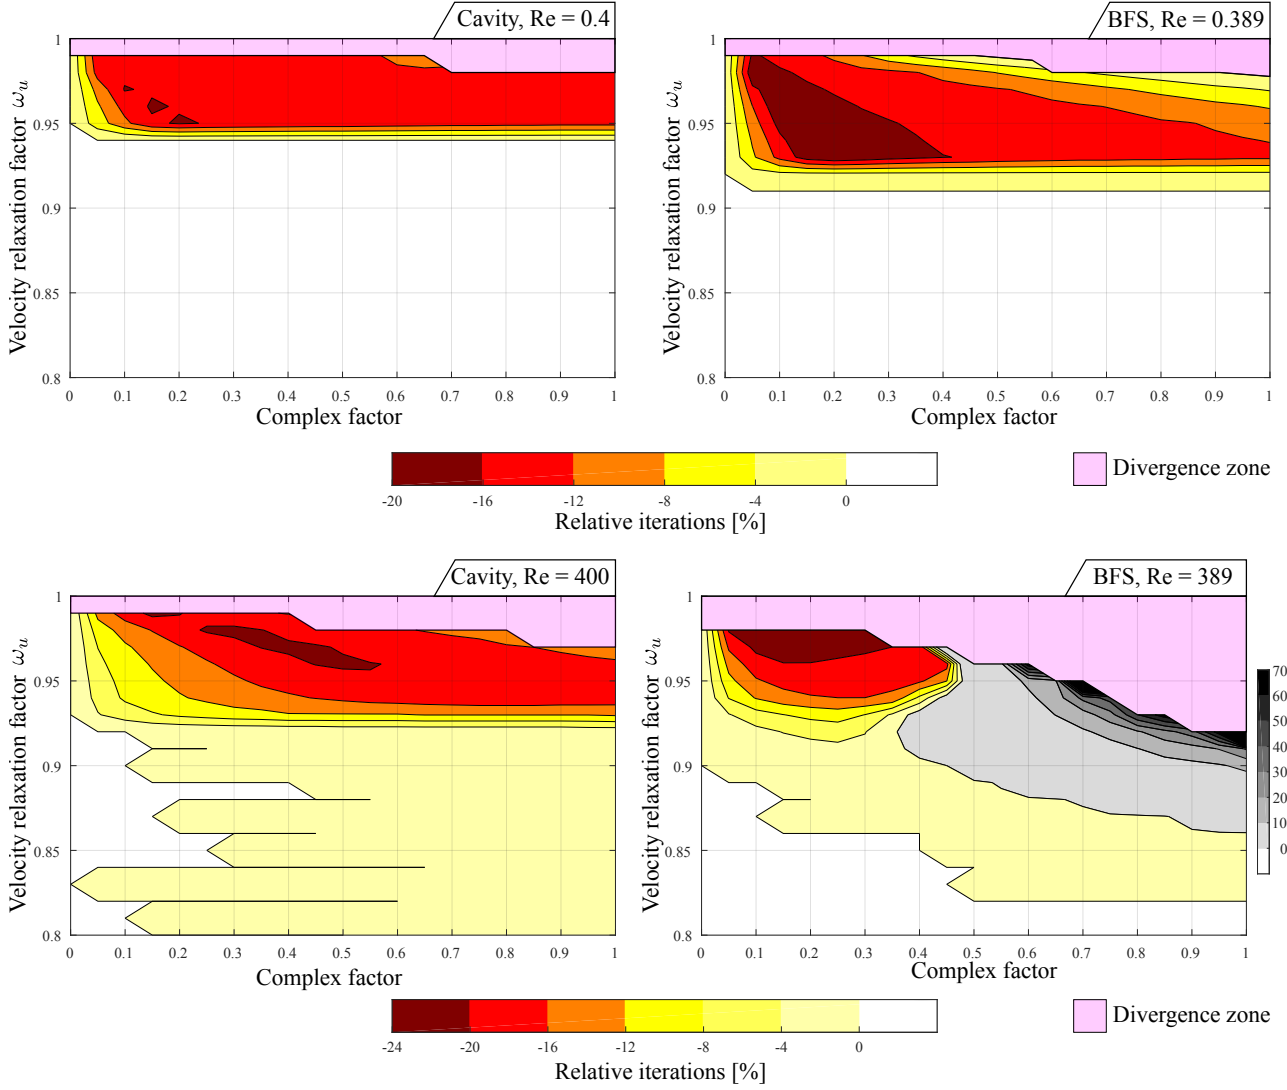 Cavity, Re = 0.4
Velocity relaxation factor ω_u
1
0.95
0.9
0.85
0.8
0 0.1 0.2 0.3 0.4 0.5 0.6 0.7 0.8 0.9 1
Complex factor
BFS, Re = 0.389
Velocity relaxation factor ω_u
1
0.95
0.9
0.85
0.8
0 0.1 0.2 0.3 0.4 0.5 0.6 0.7 0.8 0.9 1
Complex factor
-20 -16 -12 -8 -4 0
Relative iterations [%]
Divergence zone
Cavity, Re = 400
Velocity relaxation factor ω_u
1
0.95
0.9
0.85
0.8
0 0.1 0.2 0.3 0.4 0.5 0.6 0.7 0.8 0.9 1
Complex factor
BFS, Re = 389
Velocity relaxation factor ω_u
1
0.95
0.9
0.85
0.8
0 0.1 0.2 0.3 0.4 0.5 0.6 0.7 0.8 0.9 1
Complex factor
70
60
50
40
30
20
10
0
-24 -20 -16 -12 -8 -4 0
Relative iterations [%]
Divergence zone